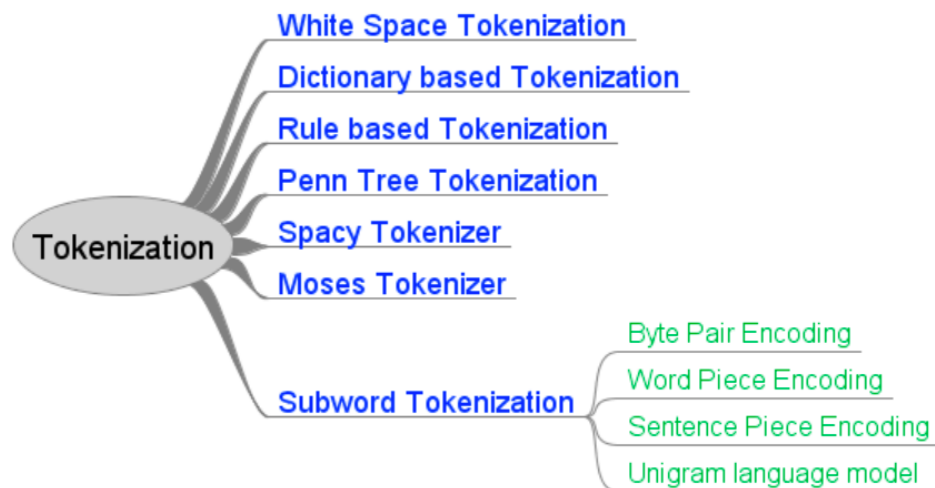 White Space Tokenization
Dictionary based Tokenization
Rule based Tokenization
Penn Tree Tokenization
Spacy Tokenizer
Moses Tokenizer
Tokenization
Subword Tokenization
Byte Pair Encoding
Word Piece Encoding
Sentence Piece Encoding
Unigram language model